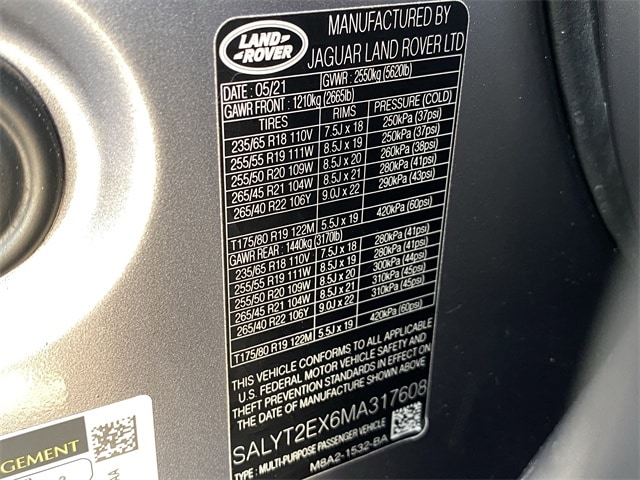 LAND-
-ROVER
MANUFACTURED BY
JAGUAR LAND ROVER LTD
DATE : 05/21 GVWR : 2550kg (5620lb)
GAWR FRONT : 1210kg (2665lb)
TIRES RIMS PRESSURE (COLD)
235/65 R18 110V 7.5J x 18 250kPa (37psi)
255/55 R19 111W 8.5J x 19 250kPa (37psi)
255/50 R20 109W 8.5J x 20 260kPa (38psi)
265/45 R21 104W 8.5J x 21 280kPa (41psi)
265/40 R22 106Y 9.0J x 22 290kPa (43psi)
T175/80 R19 122M 5.5J x 19 420kPa (60psi)
GAWR REAR : 1440kg (3170lb)
235/65 R18 110V 7.5J x 18 280kPa (41psi)
255/55 R19 111W 8.5J x 19 280kPa (41psi)
255/50 R20 109W 8.5J x 20 300kPa (44psi)
265/45 R21 104W 8.5J x 21 310kPa (45psi)
265/40 R22 106Y 9.0J x 22 310kPa (45psi)
T175/80 R19 122M 5.5J x 19 420kPa (60psi)
THIS VEHICLE CONFORMS TO ALL APPLICABLE
U.S. FEDERAL MOTOR VEHICLE SAFETY AND
THEFT PREVENTION STANDARDS IN EFFECT ON
THE DATE OF MANUFACTURE SHOWN ABOVE
SALYT2EX6MA317608
TYPE : MULTI-PURPOSE PASSENGER VEHICLE
M8A2-1532-BA
GEMENT